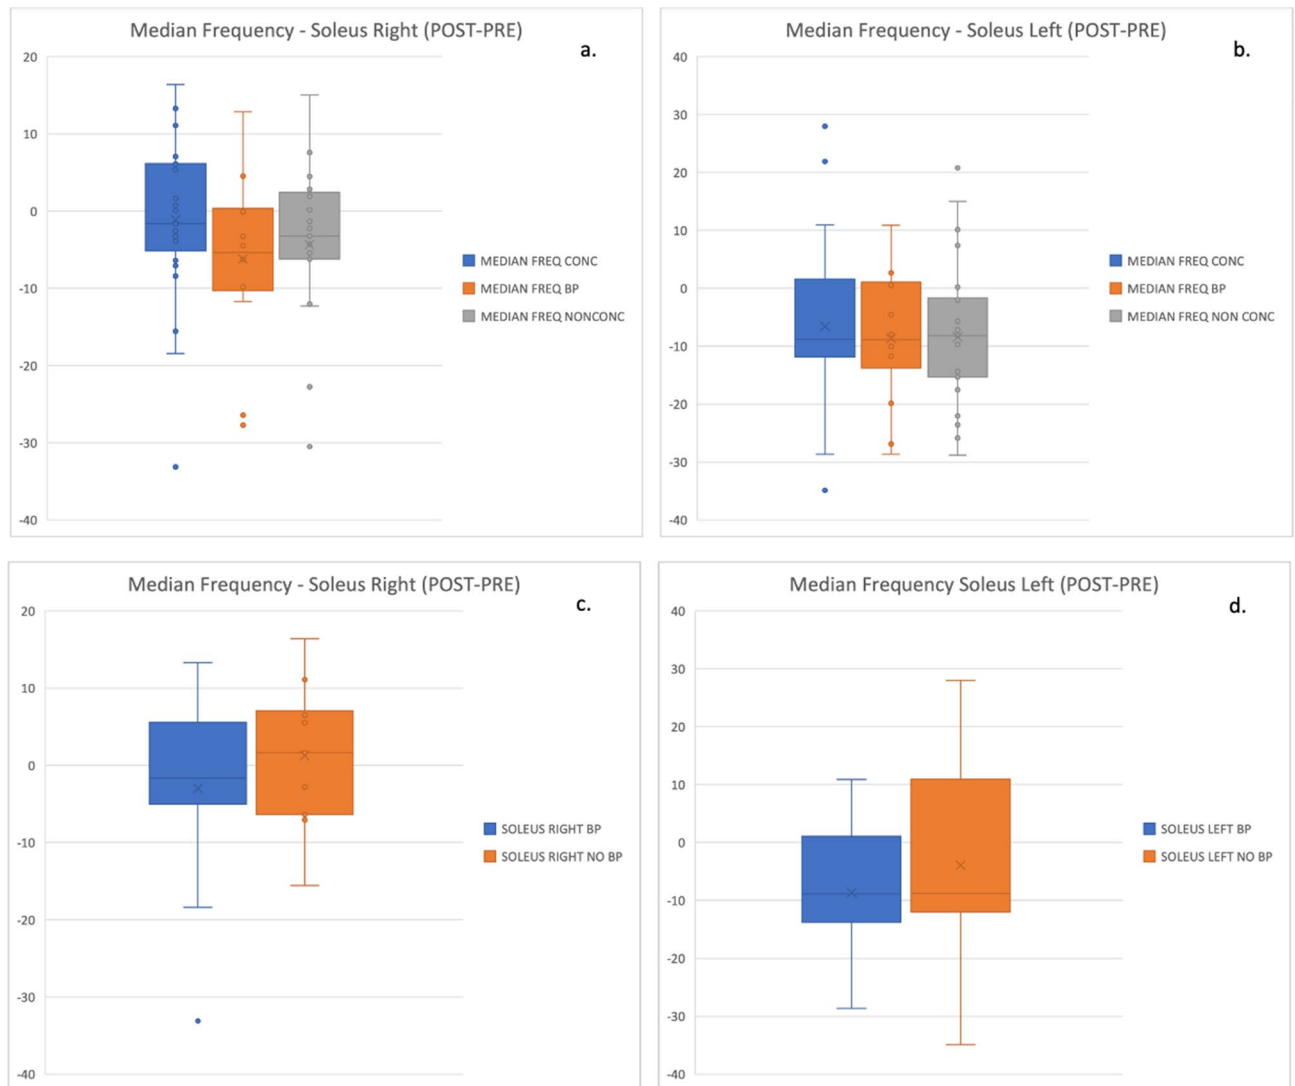 Median Frequency - Soleus Right (POST-PRE)
a.
20
10
0
-10
-20
-30
-40
MEDIAN FREQ CONC
MEDIAN FREQ BP
MEDIAN FREQ NONCONC
Median Frequency - Soleus Left (POST-PRE)
b.
40
30
20
10
0
-10
-20
-30
-40
MEDIAN FREQ CONC
MEDIAN FREQ BP
MEDIAN FREQ NON CONC
Median Frequency - Soleus Right (POST-PRE)
c.
20
10
0
-10
-20
-30
-40
SOLEUS RIGHT BP
SOLEUS RIGHT NO BP
Median Frequency Soleus Left (POST-PRE)
d.
40
30
20
10
0
-10
-20
-30
-40
SOLEUS LEFT BP
SOLEUS LEFT NO BP